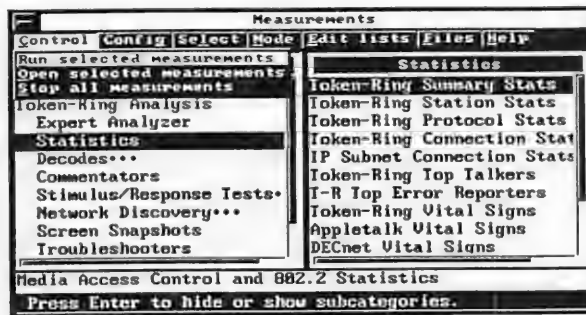 Measurements
Control Config Select Mode Edit lists Files Help
Run selected measurements
Open selected measurements
Stop all measurements
Token-Ring Analysis
Expert Analyzer
Statistics
Decodes•••
Commentators
Stimulus/Response Tests•
Network Discovery•••
Screen Snapshots
Troubleshooters
Statistics
Token-Ring Summary Stats
Token-Ring Station Stats
Token-Ring Protocol Stats
Token-Ring Connection Stat
IP Subnet Connection Stats
Token-Ring Top Talkers
T-R Top Error Reporters
Token-Ring Vital Signs
Appletalk Vital Signs
DECnet Vital Signs
Media Access Control and 802.2 Statistics
Press Enter to hide or show subcategories.